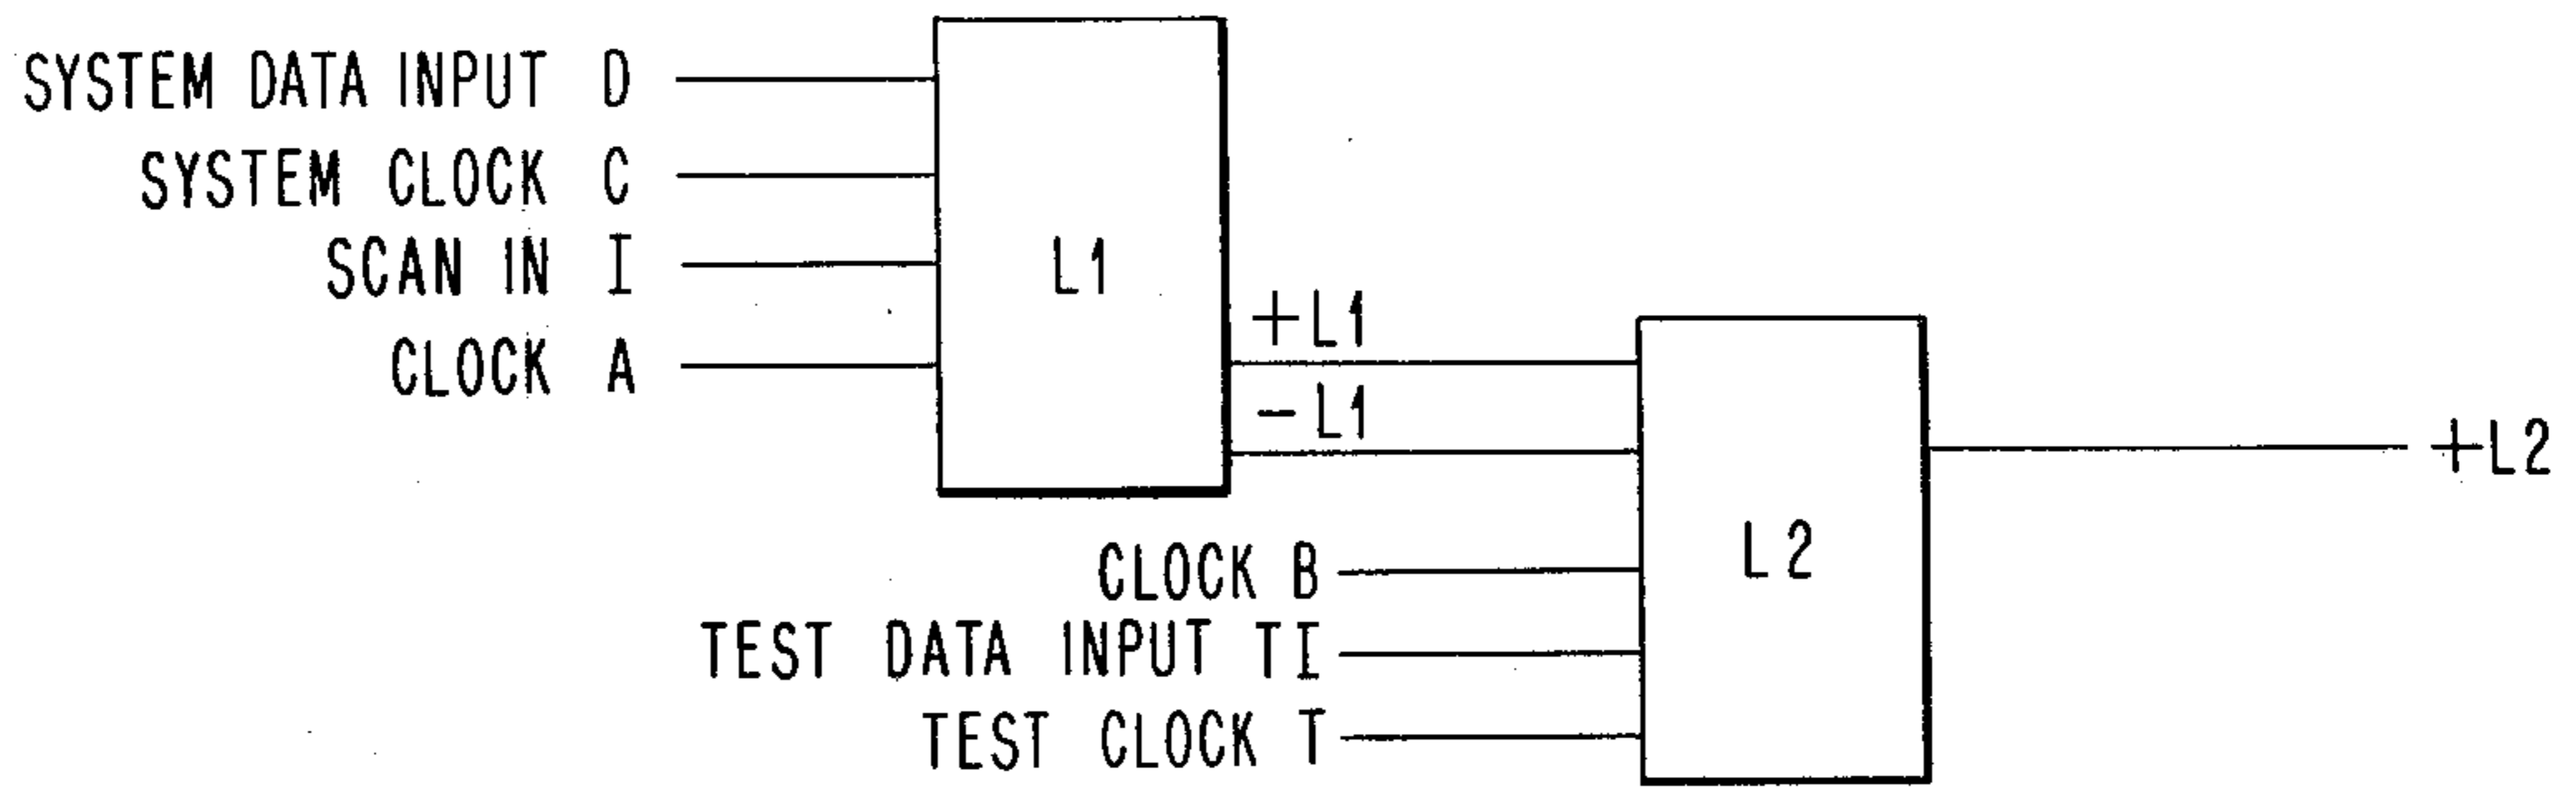 SYSTEM DATA INPUT D
SYSTEM CLOCK C
SCAN IN I
CLOCK A
L1
+L1
-L1
CLOCK B
TEST DATA INPUT TI
TEST CLOCK T
L2
+L2